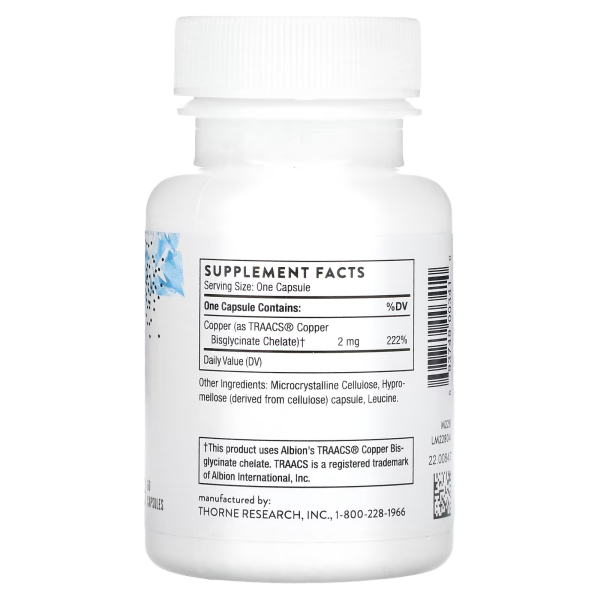 SUPPLEMENT FACTS
Serving Size: One Capsule
One Capsule Contains: %DV
Copper (as TRAACS® Copper
Bisglycinate Chelate)† 2 mg 222%
Daily Value (DV)
Other Ingredients: Microcrystalline Cellulose, Hypro-
mellose (derived from cellulose) capsule, Leucine.
†This product uses Albion's TRAACS® Copper Bis-
glycinate chelate. TRAACS is a registered trademark
of Albion International, Inc.
manufactured by:
THORNE RESEARCH, INC., 1-800-228-1966
CAPSULES